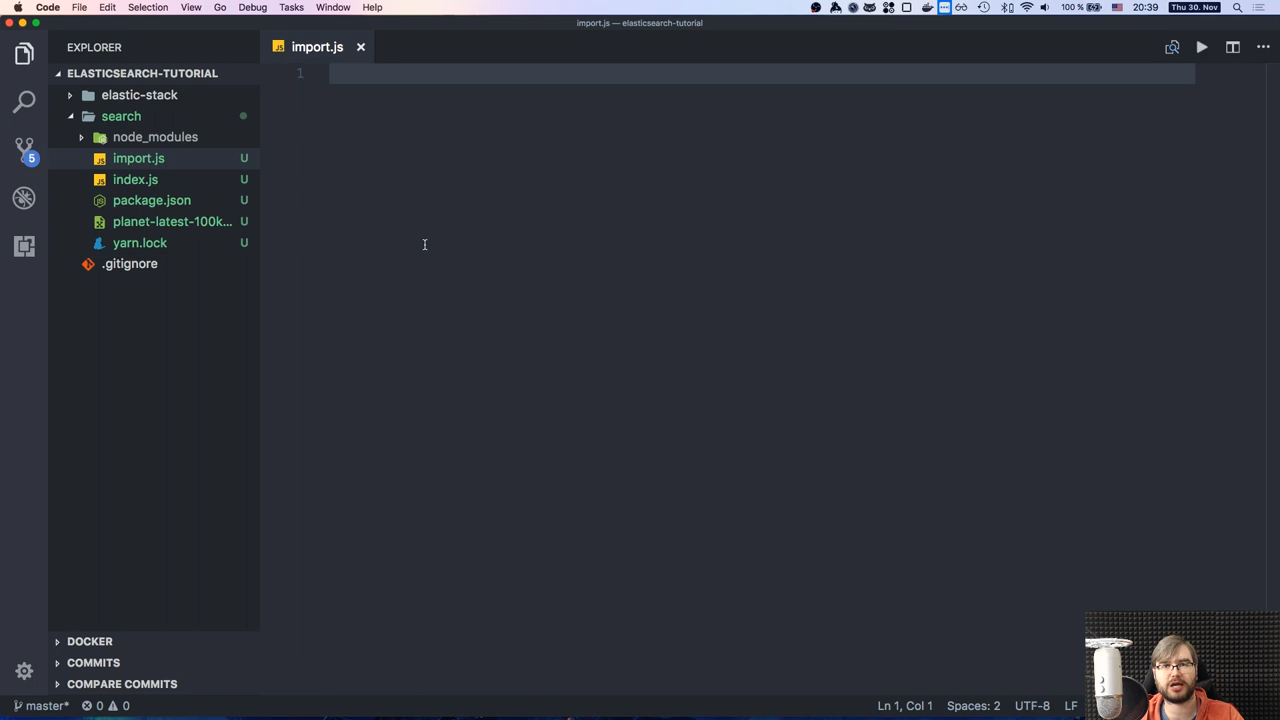 Code File Edit Selection View Go Debug Tasks Window Help 100 % 20:39 Thu 30. Nov
import.js — elasticsearch-tutorial
EXPLORER
import.js
ELASTICSEARCH-TUTORIAL
1
elastic-stack
search
node_modules
import.js U
index.js U
package.json U
planet-latest-100k... U
yarn.lock U
.gitignore
5
DOCKER
COMMITS
COMPARE COMMITS
master* 0 0 Ln 1, Col 1 Spaces: 2 UTF-8 LF